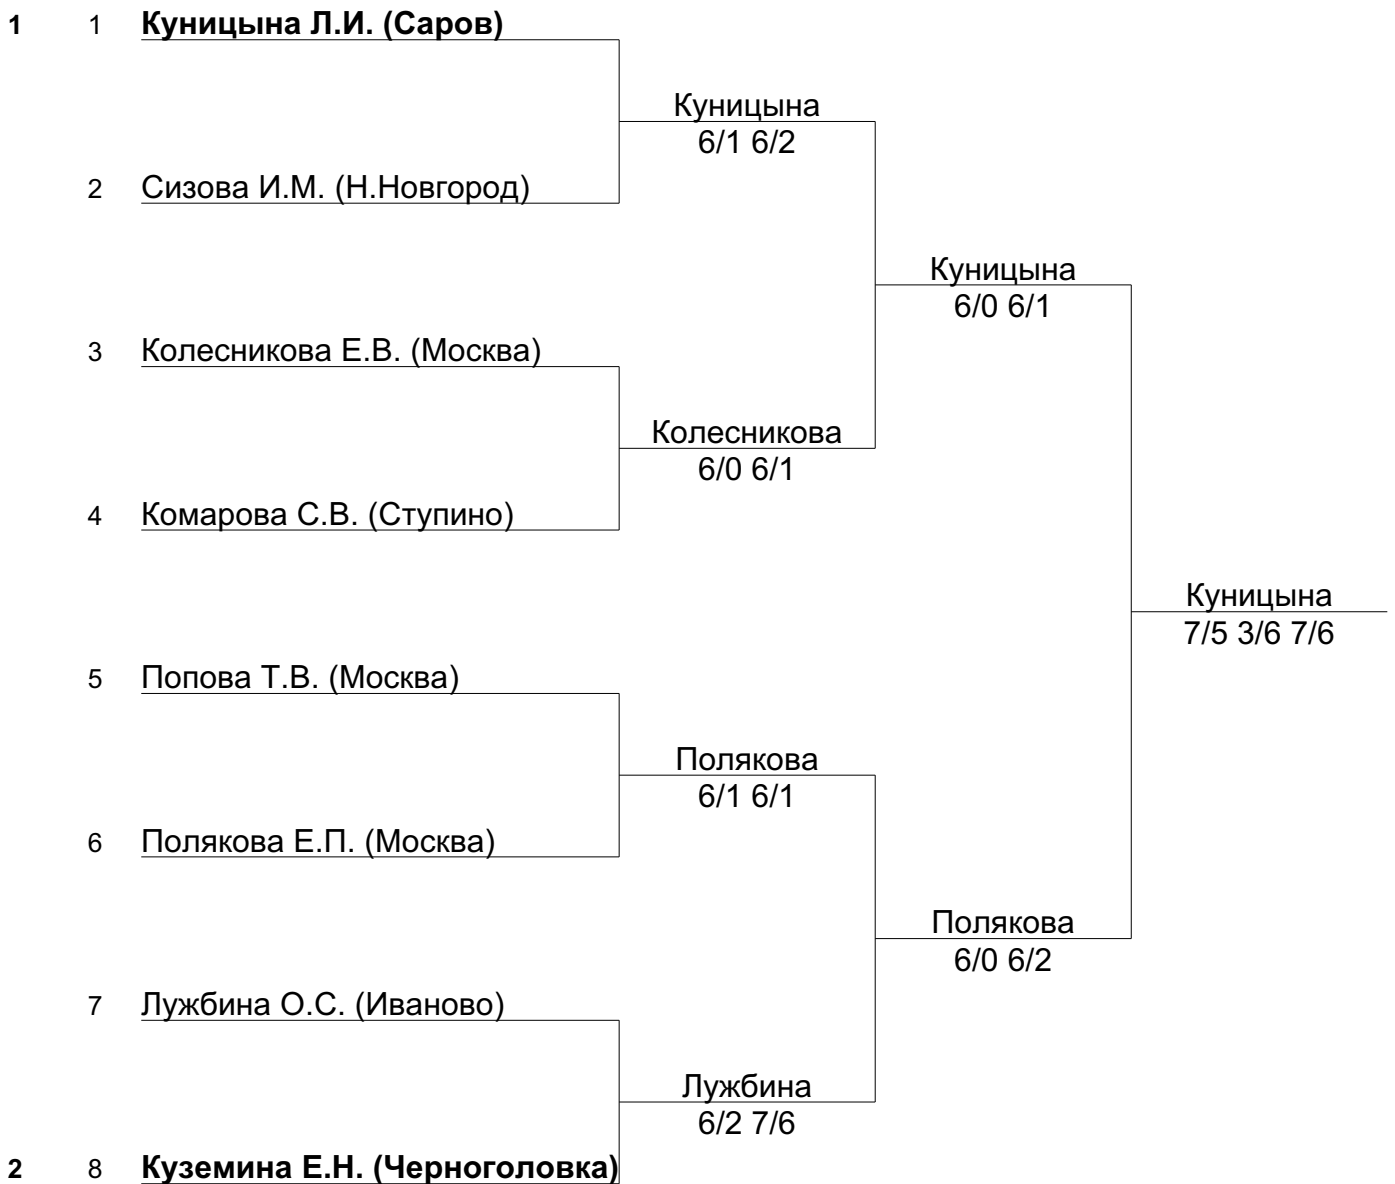 1 1 Куницына Л.И. (Саров)
Куницына
6/1 6/2
2 Сизова И.М. (Н.Новгород)
Куницына
6/0 6/1
3 Колесникова Е.В. (Москва)
Колесникова
6/0 6/1
4 Комарова С.В. (Ступино)
Куницына
7/5 3/6 7/6
5 Попова Т.В. (Москва)
Полякова
6/1 6/1
6 Полякова Е.П. (Москва)
Полякова
6/0 6/2
7 Лужбина О.С. (Иваново)
Лужбина
6/2 7/6
2 8 Куземина Е.Н. (Черноголовка)